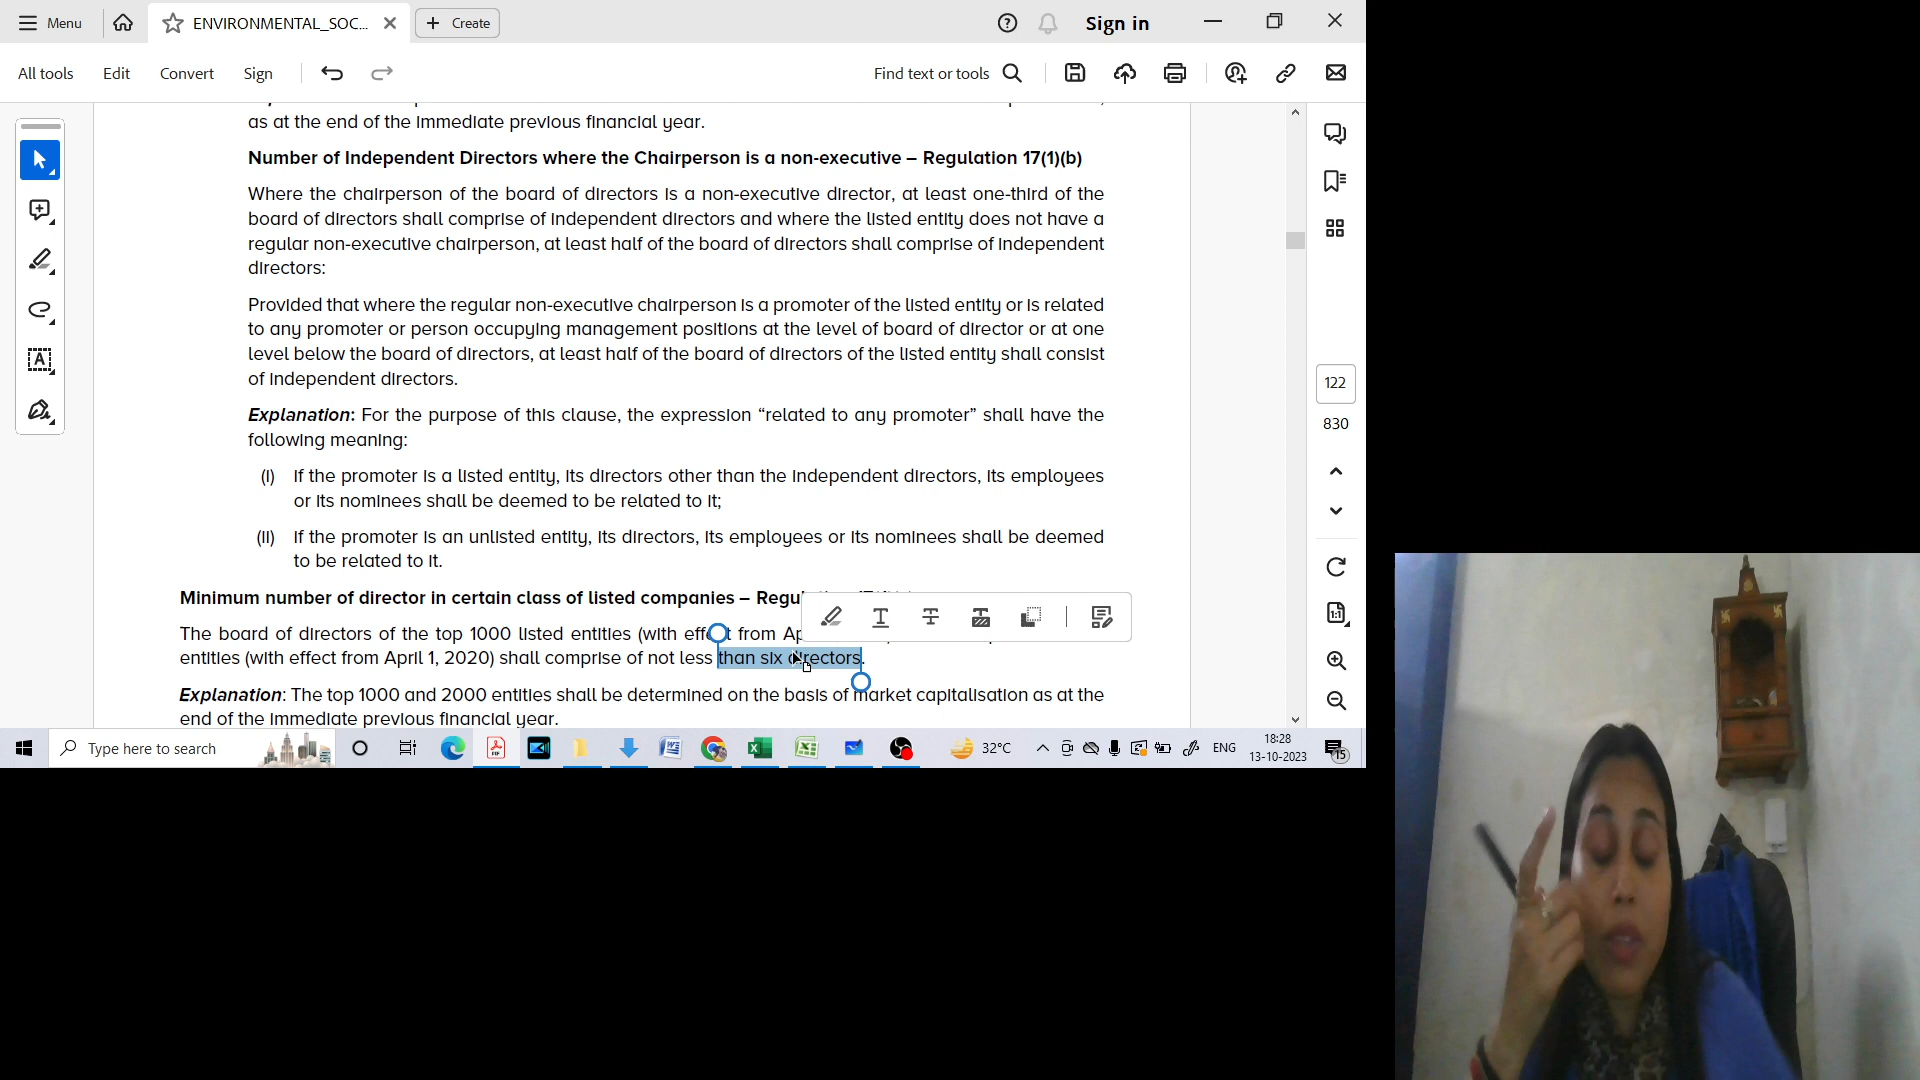 Menu
ENVIRONMENTAL_SOC...
Create
Sign in
All tools
Edit
Convert
Sign
Find text or tools
as at the end of the immediate previous financial year.
Number of Independent Directors where the Chairperson is a non-executive – Regulation 17(1)(b)
Where the chairperson of the board of directors is a non-executive director, at least one-third of the
board of directors shall comprise of independent directors and where the listed entity does not have a
regular non-executive chairperson, at least half of the board of directors shall comprise of independent
directors:
Provided that where the regular non-executive chairperson is a promoter of the listed entity or is related
to any promoter or person occupying management positions at the level of board of director or at one
level below the board of directors, at least half of the board of directors of the listed entity shall consist
of independent directors.
Explanation: For the purpose of this clause, the expression “related to any promoter” shall have the
following meaning:
(i) If the promoter is a listed entity, its directors other than the independent directors, its employees
or its nominees shall be deemed to be related to it;
(ii) If the promoter is an unlisted entity, its directors, its employees or its nominees shall be deemed
to be related to it.
Minimum number of director in certain class of listed companies –
The board of directors of the top 1000 listed entities (with effect from
entities (with effect from April 1, 2020) shall comprise of not less than six directors.
Explanation: The top 1000 and 2000 entities shall be determined on the basis of market capitalisation as at the
end of the immediate previous financial year.
122
830
Type here to search
32°C
ENG
18:28
13-10-2023
15